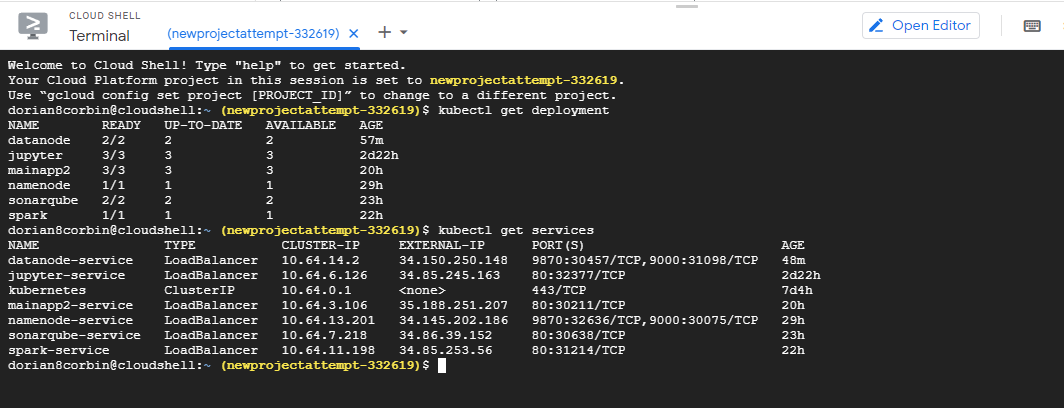 CLOUD SHELL
Terminal
(newprojectattempt-332619)
Open Editor
Welcome to Cloud Shell! Type "help" to get started.
Your Cloud Platform project in this session is set to newprojectattempt-332619.
Use “gcloud config set project [PROJECT_ID]” to change to a different project.
dorian8corbin@cloudshell:~ (newprojectattempt-332619)$ kubectl get deployment
NAME READY UP-TO-DATE AVAILABLE AGE
datanode 2/2 2 2 57m
jupyter 3/3 3 3 2d22h
mainapp2 3/3 3 3 20h
namenode 1/1 1 1 29h
sonarqube 2/2 2 2 23h
spark 1/1 1 1 22h
dorian8corbin@cloudshell:~ (newprojectattempt-332619)$ kubectl get services
NAME TYPE CLUSTER-IP EXTERNAL-IP PORT(S) AGE
datanode-service LoadBalancer 10.64.14.2 34.150.250.148 9870:30457/TCP,9000:31098/TCP 48m
jupyter-service LoadBalancer 10.64.6.126 34.85.245.163 80:32377/TCP 2d22h
kubernetes ClusterIP 10.64.0.1 <none> 443/TCP 7d4h
mainapp2-service LoadBalancer 10.64.3.106 35.188.251.207 80:30211/TCP 20h
namenode-service LoadBalancer 10.64.13.201 34.145.202.186 9870:32636/TCP,9000:30075/TCP 29h
sonarqube-service LoadBalancer 10.64.7.218 34.86.39.152 80:30638/TCP 23h
spark-service LoadBalancer 10.64.11.198 34.85.253.56 80:31214/TCP 22h
dorian8corbin@cloudshell:~ (newprojectattempt-332619)$